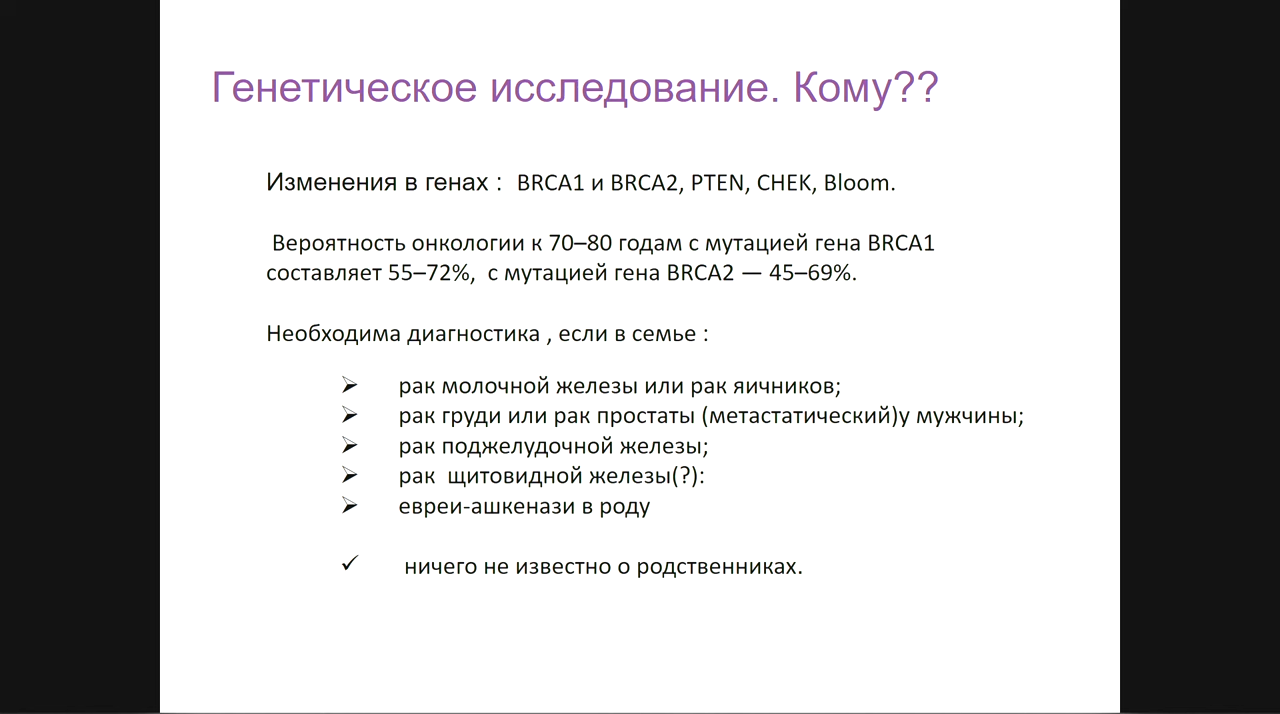 Генетическое исследование. Кому??
Изменения в генах : BRCA1 и BRCA2, PTEN, CHEK, Bloom.
Вероятность онкологии к 70–80 годам с мутацией гена BRCA1
составляет 55–72%, с мутацией гена BRCA2 — 45–69%.
Необходима диагностика , если в семье :
➢ рак молочной железы или рак яичников;
➢ рак груди или рак простаты (метастатический)у мужчины;
➢ рак поджелудочной железы;
➢ рак щитовидной железы(?):
➢ евреи-ашкенази в роду
✓ ничего не известно о родственниках.